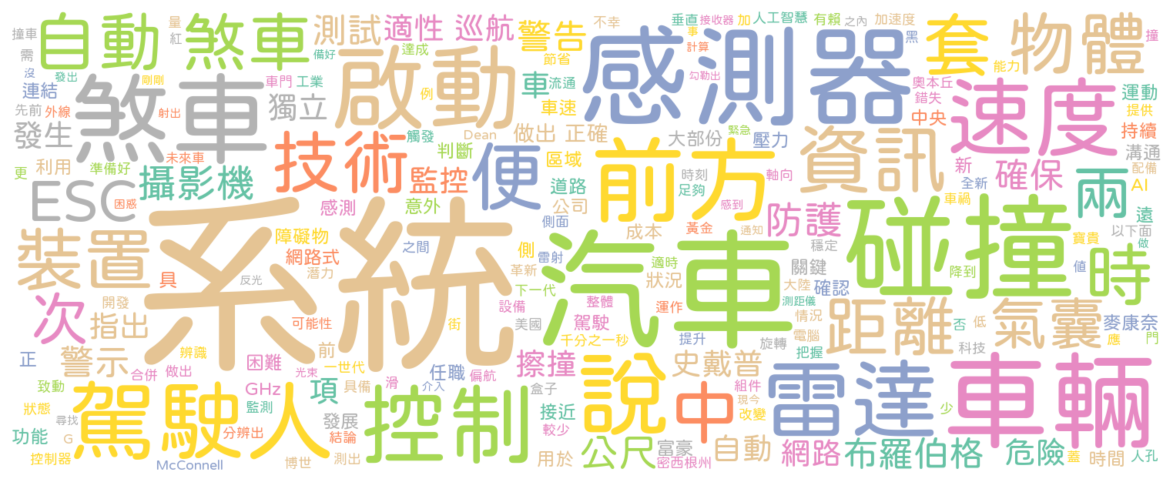 撞車 量 紅 自動 煞車 測試 適性 巡航 警告 不幸 垂直 接收器 加 人工智慧 有賴 之內 加速度 黑 套 物體 撞
需 沒 發出 備好 剛剛 車門 工業 達成 節省 感測器 事 計算 能力
連結 煞車 啟動 例 車 流通 勾勒出 奧本丘 速度 運動
先前 外線 射出 獨立 觸發 車速 錯失 提供
發生 Dean 做出 正確 大部份 緊急 壓力 中央 持續
更 利用 準備好 未來車 技術 判斷 便 區域 前方 資訊 新 確保 溝通 配備
ESC 攝影機 困惑 監控 道路 時刻 足夠 軸向 全新 兩 AI
系統 感測 意外 公司 側面 感到 防護 車禍 遠
裝置 障礙物 之間 成本 黃金 通知 穩定 碰撞 以下面 寶貴 做
網路式 潛力 側 雷射 汽車 適時 狀況 關鍵 降到 值 時
具 反光 革新 下一代 整體 大陸 確認
次 開發 指出 可能性 設備 運作 測距儀 距離 情況 氣囊 麥康奈
美國 駕駛 電腦 否 低 應 門
正 警示 辨識 街 前 一世代 千分之一秒 提升 旋轉 把握 科技
困難 擦撞 史戴普
致動 車用 做出 合併 光束 具備 滑 任職 偏航 介入 盒子 說 組件 雷達 車輛
駕駛人 GHz 項 控制 現今 中 改變 少
狀態 尋找 監測 發展 接近
功能 G 分辨出 結論 較少 公尺 富豪 自動 網路 布羅伯格 危險 時間 蓋 人孔
控制器 McConnell 博世 測出 用於 密西根州